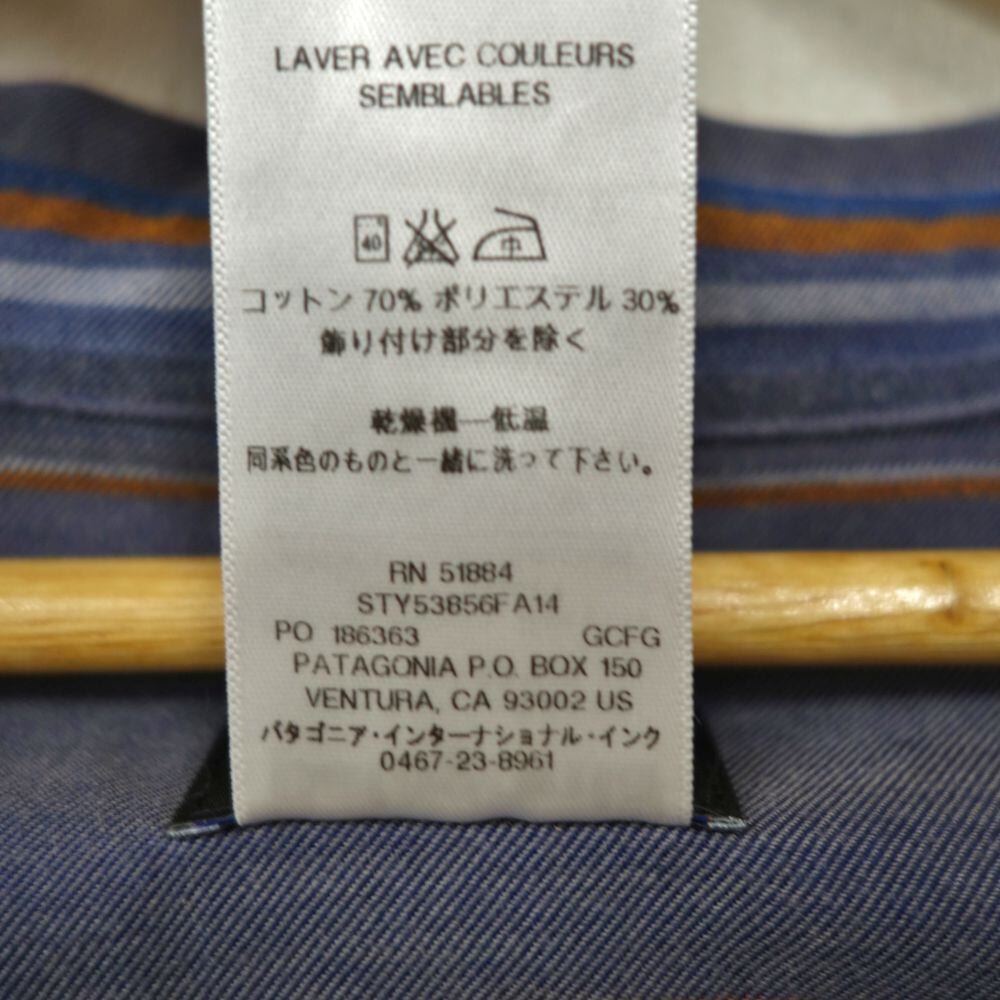 LAVER AVEC COULEURS
SEMBLABLES
40 中
コットン 70% ポリエステル 30%
飾り付け部分を除く
乾燥機—低温
同系色のものと一緒に洗って下さい。
RN 51884
STY53856FA14
PO 186363 GCFG
PATAGONIA P.O. BOX 150
VENTURA, CA 93002 US
パタゴニア・インターナショナル・インク
0467-23-8961